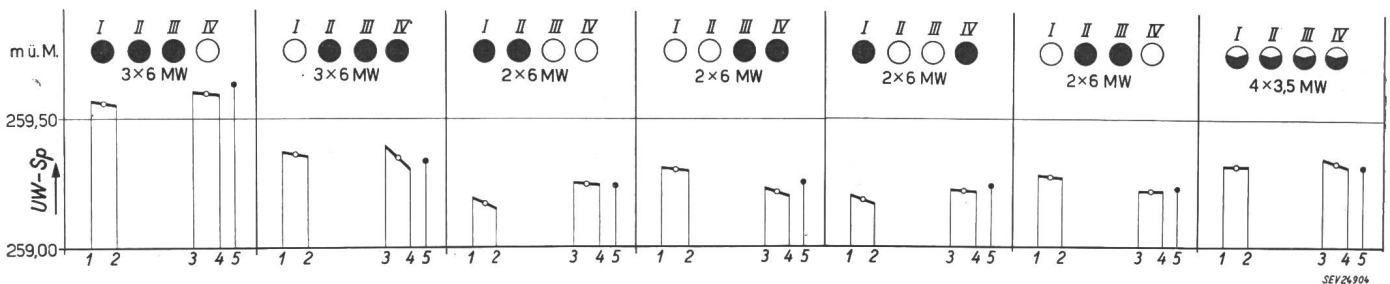 I II III IV
3×6 MW
I II III IV
3×6 MW
I II III IV
2×6 MW
I II III IV
2×6 MW
I II III IV
2×6 MW
I II III IV
2×6 MW
I II III IV
4×3,5 MW
m ü. M.
259,50
UW-Sp
259,00
1 2 3 4 5
1 2 3 4 5
1 2 3 4 5
1 2 3 4 5
1 2 3 4 5
1 2 3 4 5
1 2 3 4 5
SEV24904